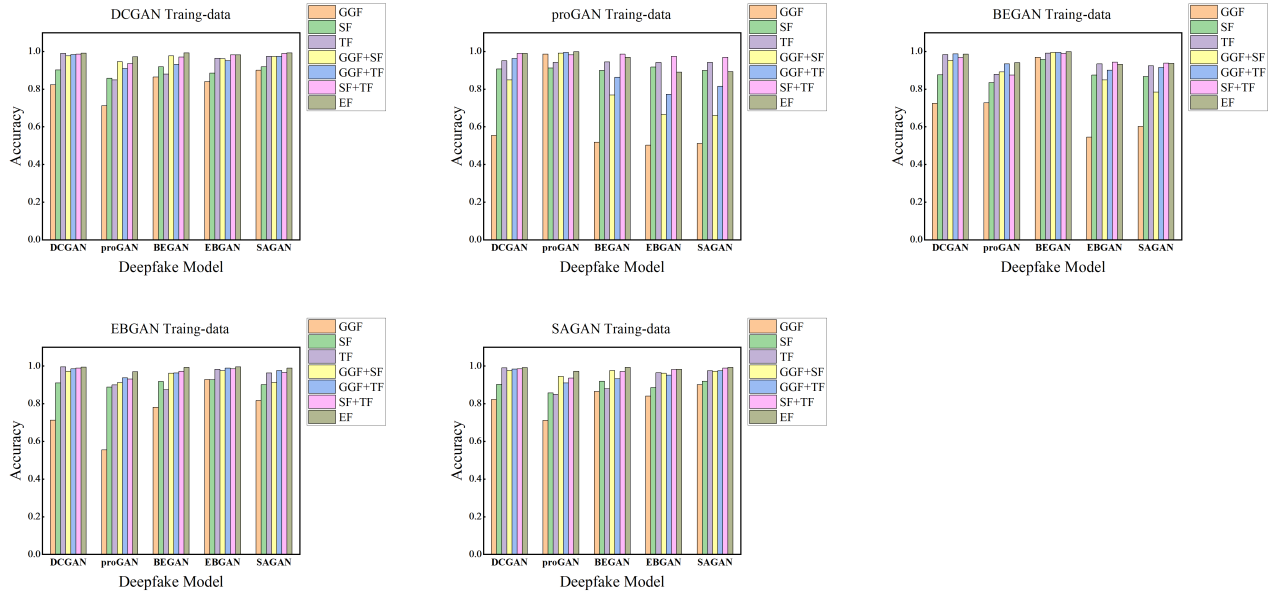 DCGAN Traing-data
GGF
SF
TF
GGF+SF
GGF+TF
SF+TF
EF
Accuracy
1.0
0.8
0.6
0.4
0.2
0.0
DCGAN proGAN BEGAN EBGAN SAGAN
Deepfake Model
proGAN Traing-data
GGF
SF
TF
GGF+SF
GGF+TF
SF+TF
EF
Accuracy
1.0
0.8
0.6
0.4
0.2
0.0
DCGAN proGAN BEGAN EBGAN SAGAN
Deepfake Model
BEGAN Traing-data
GGF
SF
TF
GGF+SF
GGF+TF
SF+TF
EF
Accuracy
1.0
0.8
0.6
0.4
0.2
0.0
DCGAN proGAN BEGAN EBGAN SAGAN
Deepfake Model
EBGAN Traing-data
GGF
SF
TF
GGF+SF
GGF+TF
SF+TF
EF
Accuracy
1.0
0.8
0.6
0.4
0.2
0.0
DCGAN proGAN BEGAN EBGAN SAGAN
Deepfake Model
SAGAN Traing-data
GGF
SF
TF
GGF+SF
GGF+TF
SF+TF
EF
Accuracy
1.0
0.8
0.6
0.4
0.2
0.0
DCGAN proGAN BEGAN EBGAN SAGAN
Deepfake Model